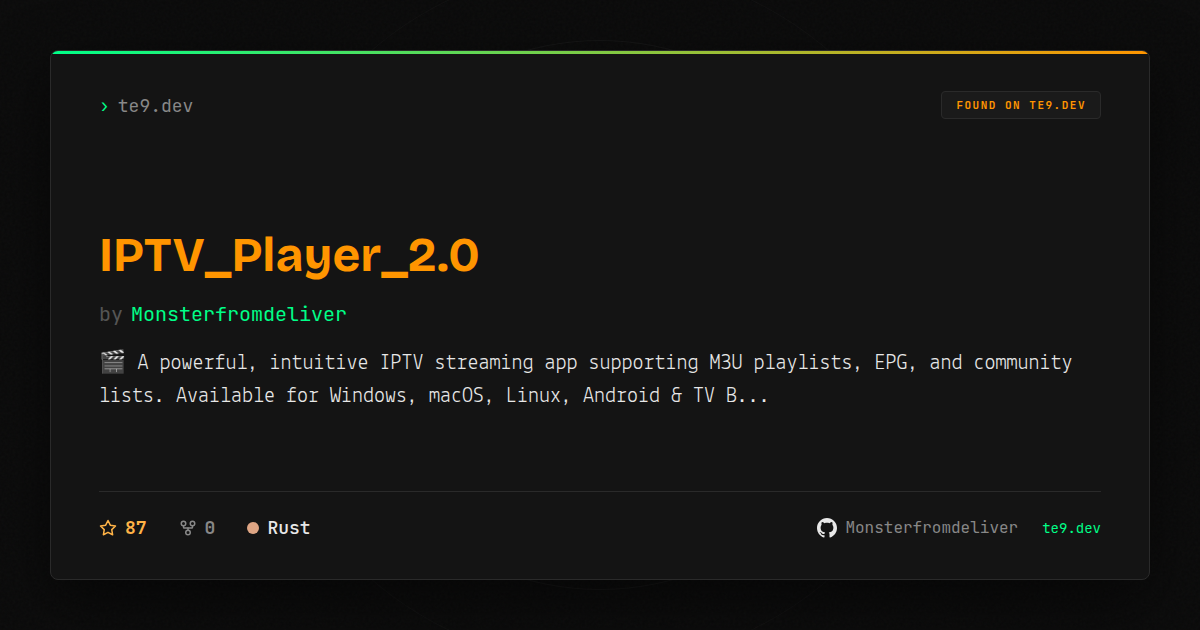 › te9.dev
FOUND ON TE9.DEV
IPTV_Player_2.0
by Monsterfromdeliver
🎬 A powerful, intuitive IPTV streaming app supporting M3U playlists, EPG, and community
lists. Available for Windows, macOS, Linux, Android & TV B...
87 0 Rust
Monsterfromdeliver te9.dev